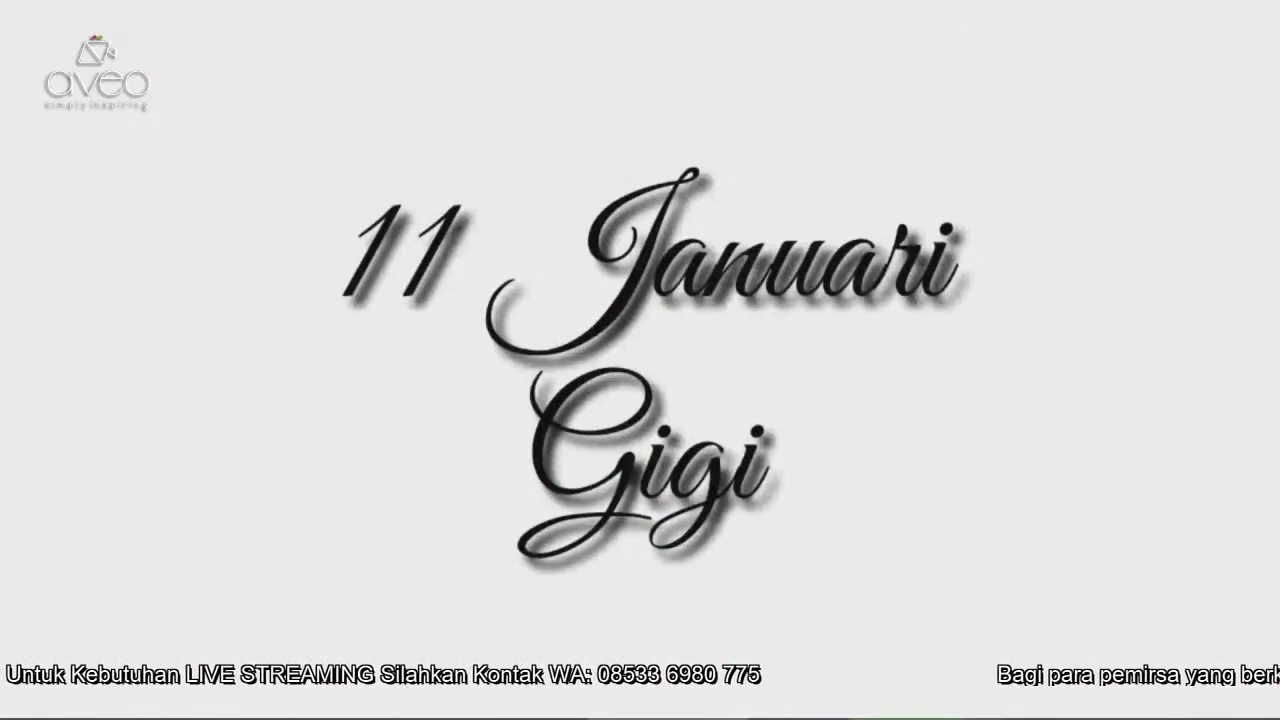 aveo
simply inspiring
11 Januari
Gigi
Untuk Kebutuhan LIVE STREAMING Silahkan Kontak WA: 08533 6980 775
Bagi para pemirsa yang